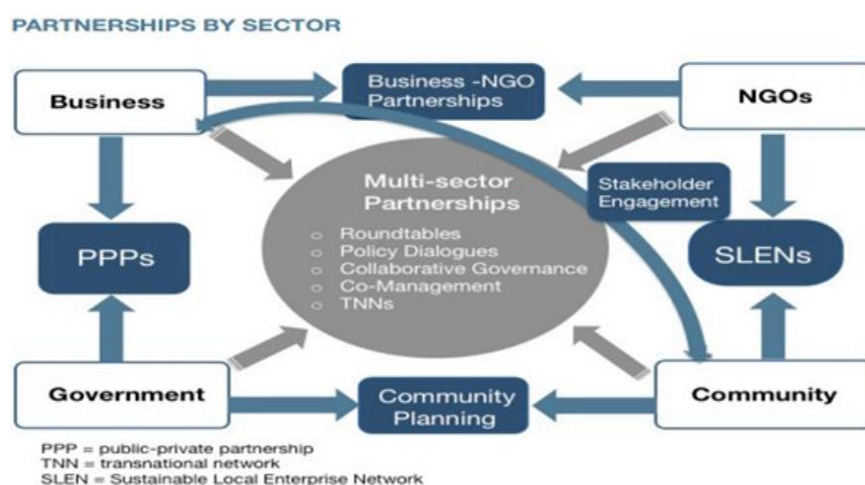 PARTNERSHIPS BY SECTOR
Business
Business -NGO
Partnerships
NGOs
Multi-sector
Partnerships
Stakeholder
Engagement
○ Roundtables
○ Policy Dialogues
○ Collaborative Governance
○ Co-Management
○ TNNs
PPPs
SLENs
Government
Community
Planning
Community
PPP = public-private partnership
TNN = transnational network
SLEN = Sustainable Local Enterprise Network